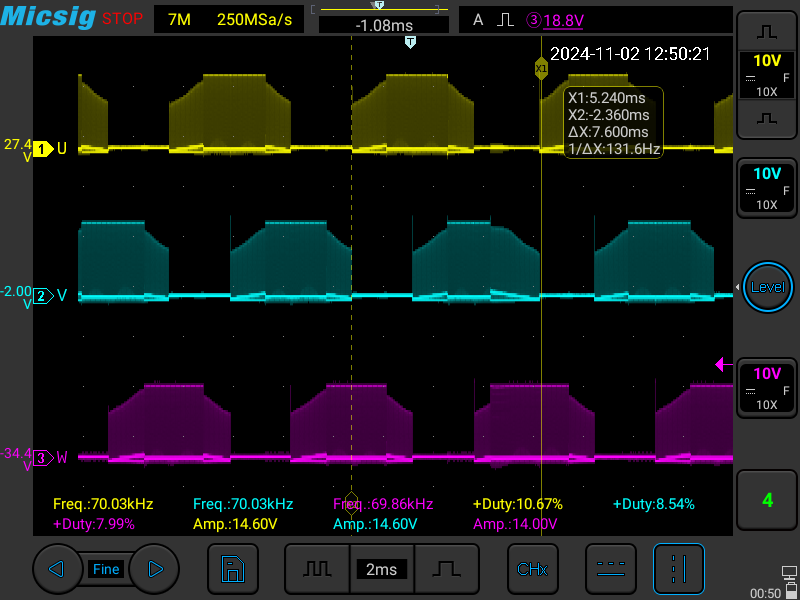 Micsig STOP 7M 250MSa/s T -1.08ms A 3 18.8V
T
2024-11-02 12:50:21
X1
X1:5.240ms
X2:-2.360ms
ΔX:7.600ms
1/ΔX:131.6Hz
27.4 V 1 U
-2.00 V 2 V
-34.4 V 3 W
10V
F
10X
10V
F
10X
Level
10V
F
10X
4
Freq.:70.03kHz Freq.:70.03kHz Freq.:69.86kHz +Duty:10.67% +Duty:8.54%
+Duty:7.99% Amp.:14.60V Amp.:14.60V Amp.:14.00V
Fine 2ms CHx
00:50